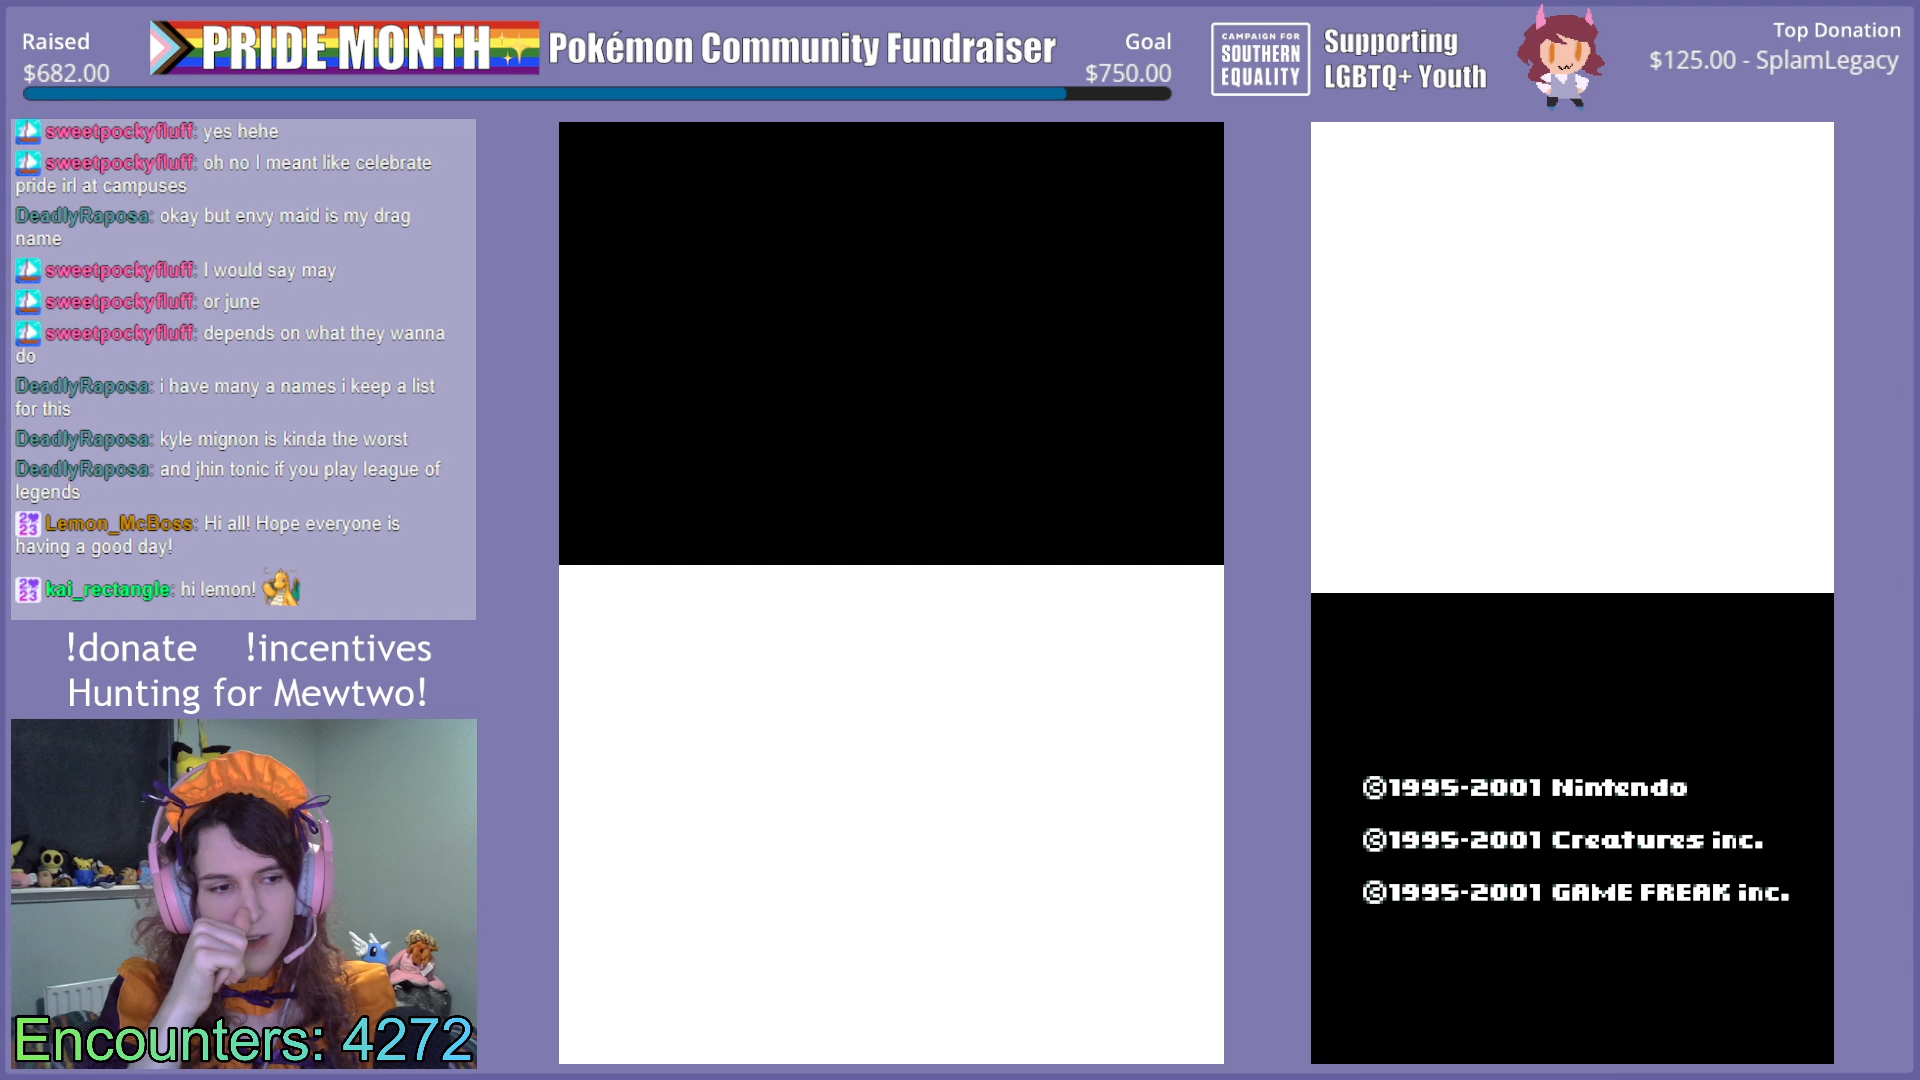 Raised
$682.00
PRIDE MONTH
Pokémon Community Fundraiser
Goal
$750.00
CAMPAIGN FOR
SOUTHERN
EQUALITY
Supporting
LGBTQ+ Youth
Top Donation
$125.00 - SplamLegacy
sweetpockyfluff: yes hehe
sweetpockyfluff: oh no I meant like celebrate
pride irl at campuses
DeadlyRaposa: okay but envy maid is my drag
name
sweetpockyfluff: I would say may
sweetpockyfluff: or june
sweetpockyfluff: depends on what they wanna
do
DeadlyRaposa: i have many a names i keep a list
for this
DeadlyRaposa: kyle mignon is kinda the worst
DeadlyRaposa: and jhin tonic if you play league of
legends
Lemon_McBoss: Hi all! Hope everyone is
having a good day!
kai_rectangle: hi lemon!
!donate !incentives
Hunting for Mewtwo!
Encounters: 4272
©1995-2001 Nintendo
©1995-2001 Creatures inc.
©1995-2001 GAME FREAK inc.